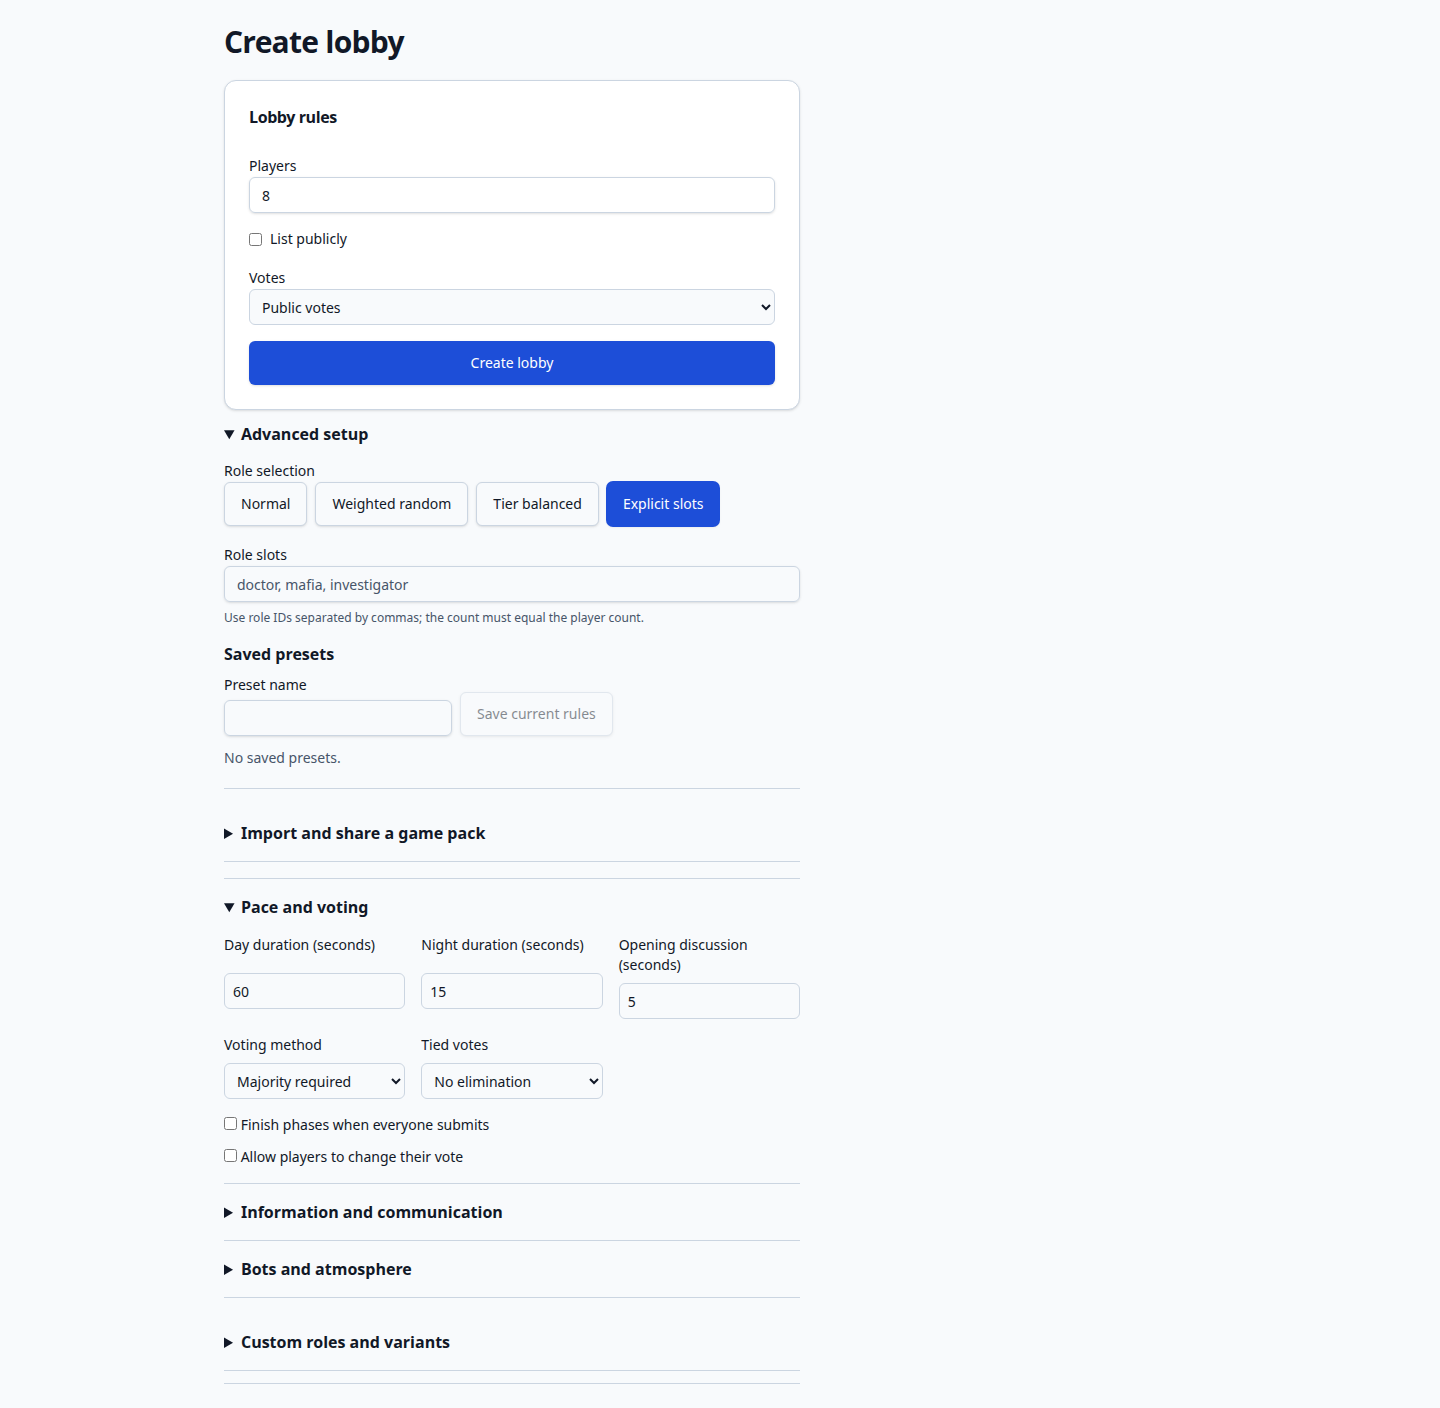 Create lobby
Lobby rules
Players
8
List publicly
Votes
Public votes
Create lobby
Advanced setup
Role selection
Normal
Weighted random
Tier balanced
Explicit slots
Role slots
doctor, mafia, investigator
Use role IDs separated by commas; the count must equal the player count.
Saved presets
Preset name
Save current rules
No saved presets.
Import and share a game pack
Pace and voting
Day duration (seconds)
60
Night duration (seconds)
15
Opening discussion
(seconds)
5
Voting method
Majority required
Tied votes
No elimination
Finish phases when everyone submits
Allow players to change their vote
Information and communication
Bots and atmosphere
Custom roles and variants